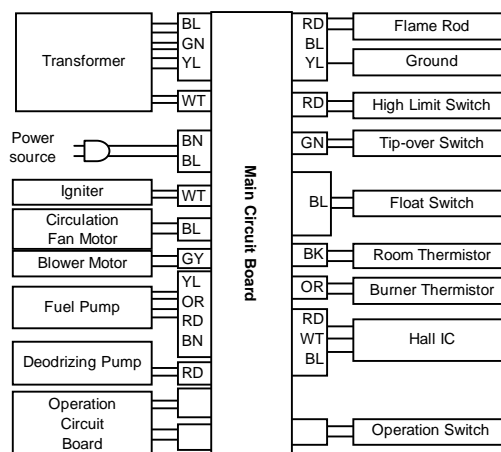 Transformer
BL
GN
YL
WT
Power
source
BN
BL
Igniter
WT
Circulation
Fan Motor
BL
Blower Motor
GY
Fuel Pump
YL
OR
RD
BN
Deodrizing Pump
RD
Operation
Circuit
Board
Main Circuit Board
RD
BL
YL
Flame Rod
Ground
RD
High Limit Switch
GN
Tip-over Switch
BL
Float Switch
BK
Room Thermistor
OR
Burner Thermistor
RD
WT
BL
Hall IC
Operation Switch